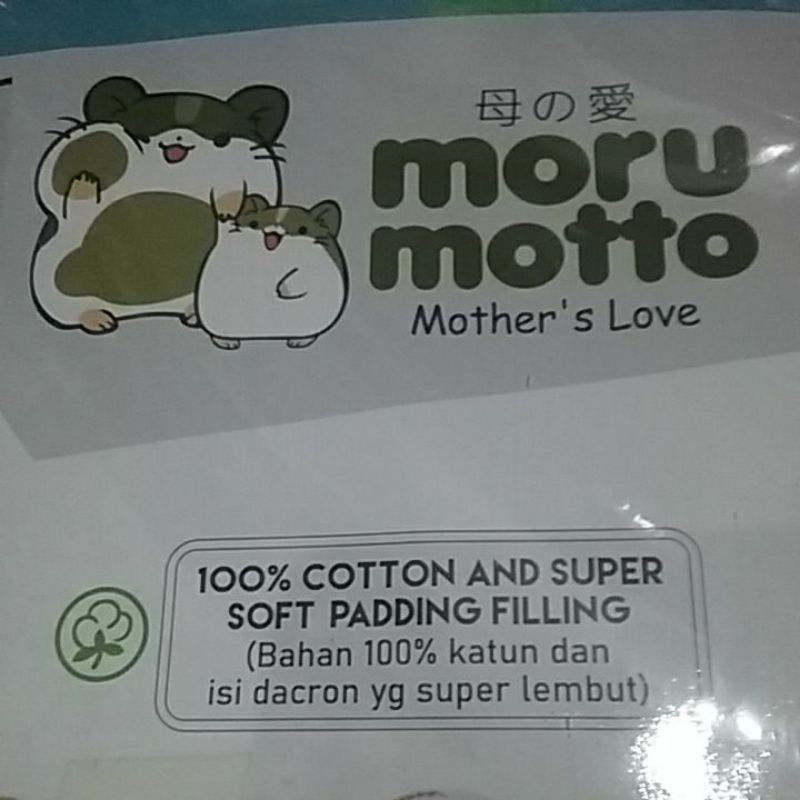 母の愛
moru
motto
Mother's Love
100% COTTON AND SUPER
SOFT PADDING FILLING
(Bahan 100% katun dan
isi dacron yg super lembut)